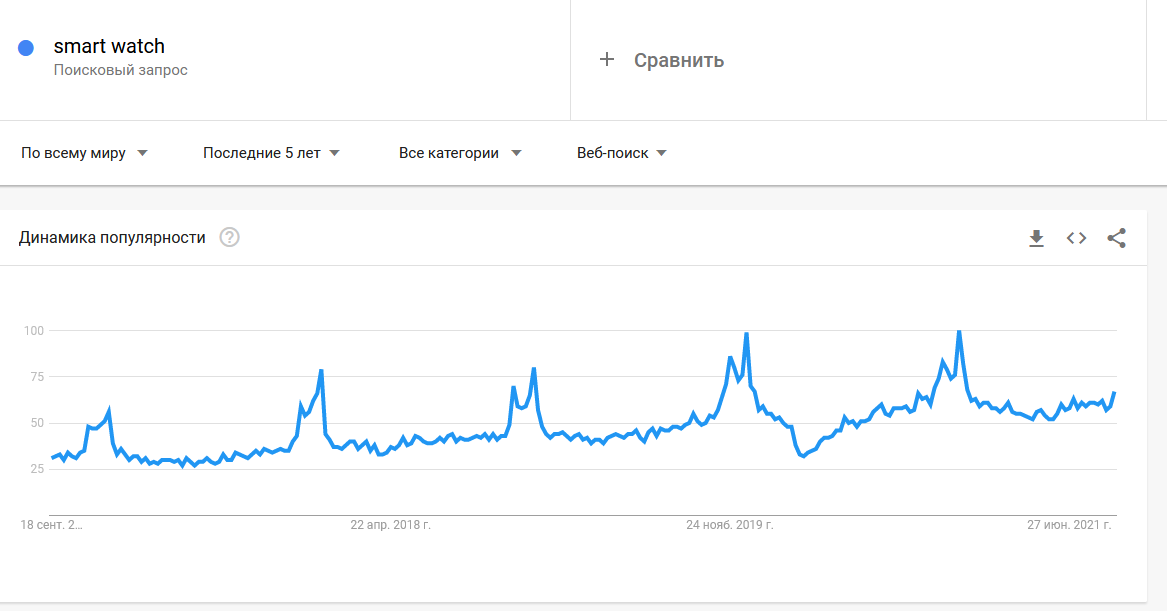 smart watch
Поисковый запрос
+ Сравнить
По всему миру
Последние 5 лет
Все категории
Веб-поиск
Динамика популярности ?
100
75
50
25
18 сент. 2...
22 апр. 2018 г.
24 нояб. 2019 г.
27 июн. 2021 г.